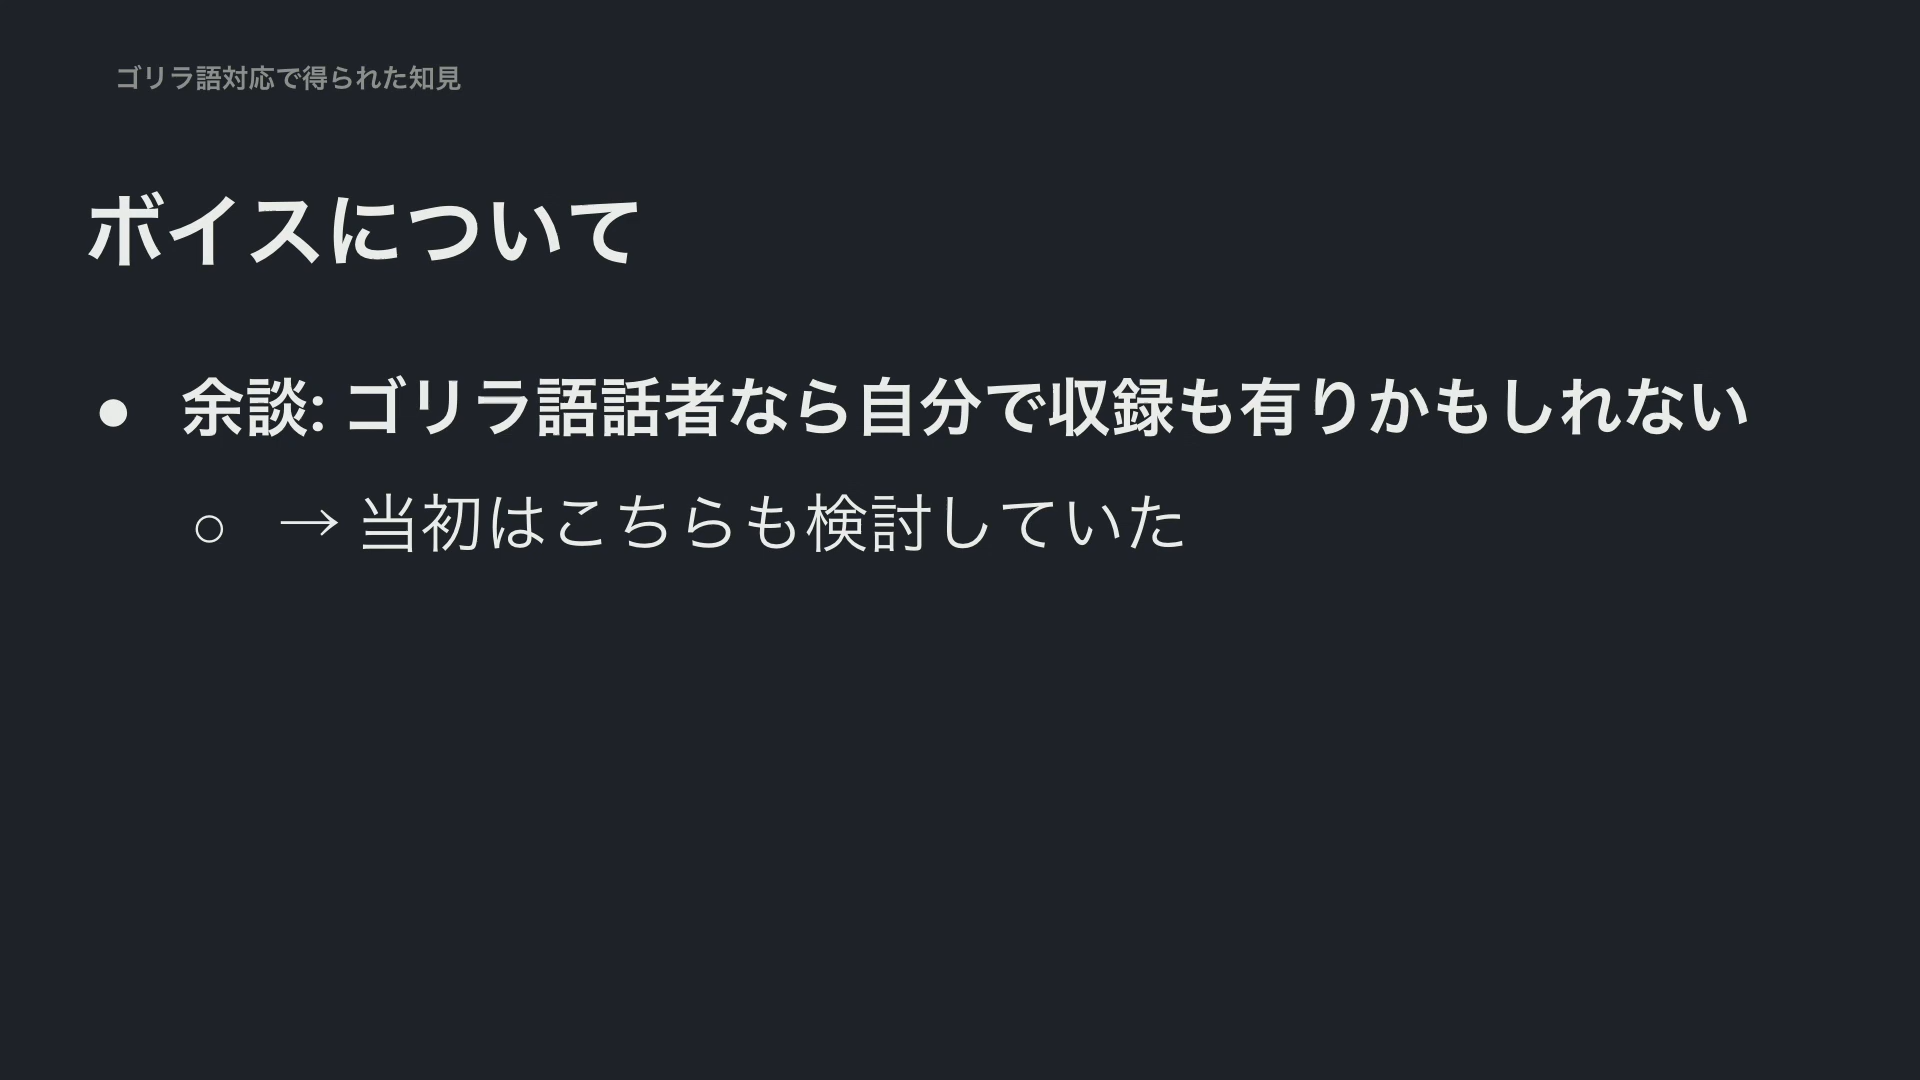 ゴリラ語対応で得られた知見
ボイスについて
● 余談: ゴリラ語話者なら自分で収録も有りかもしれない
○ → 当初はこちらも検討していた